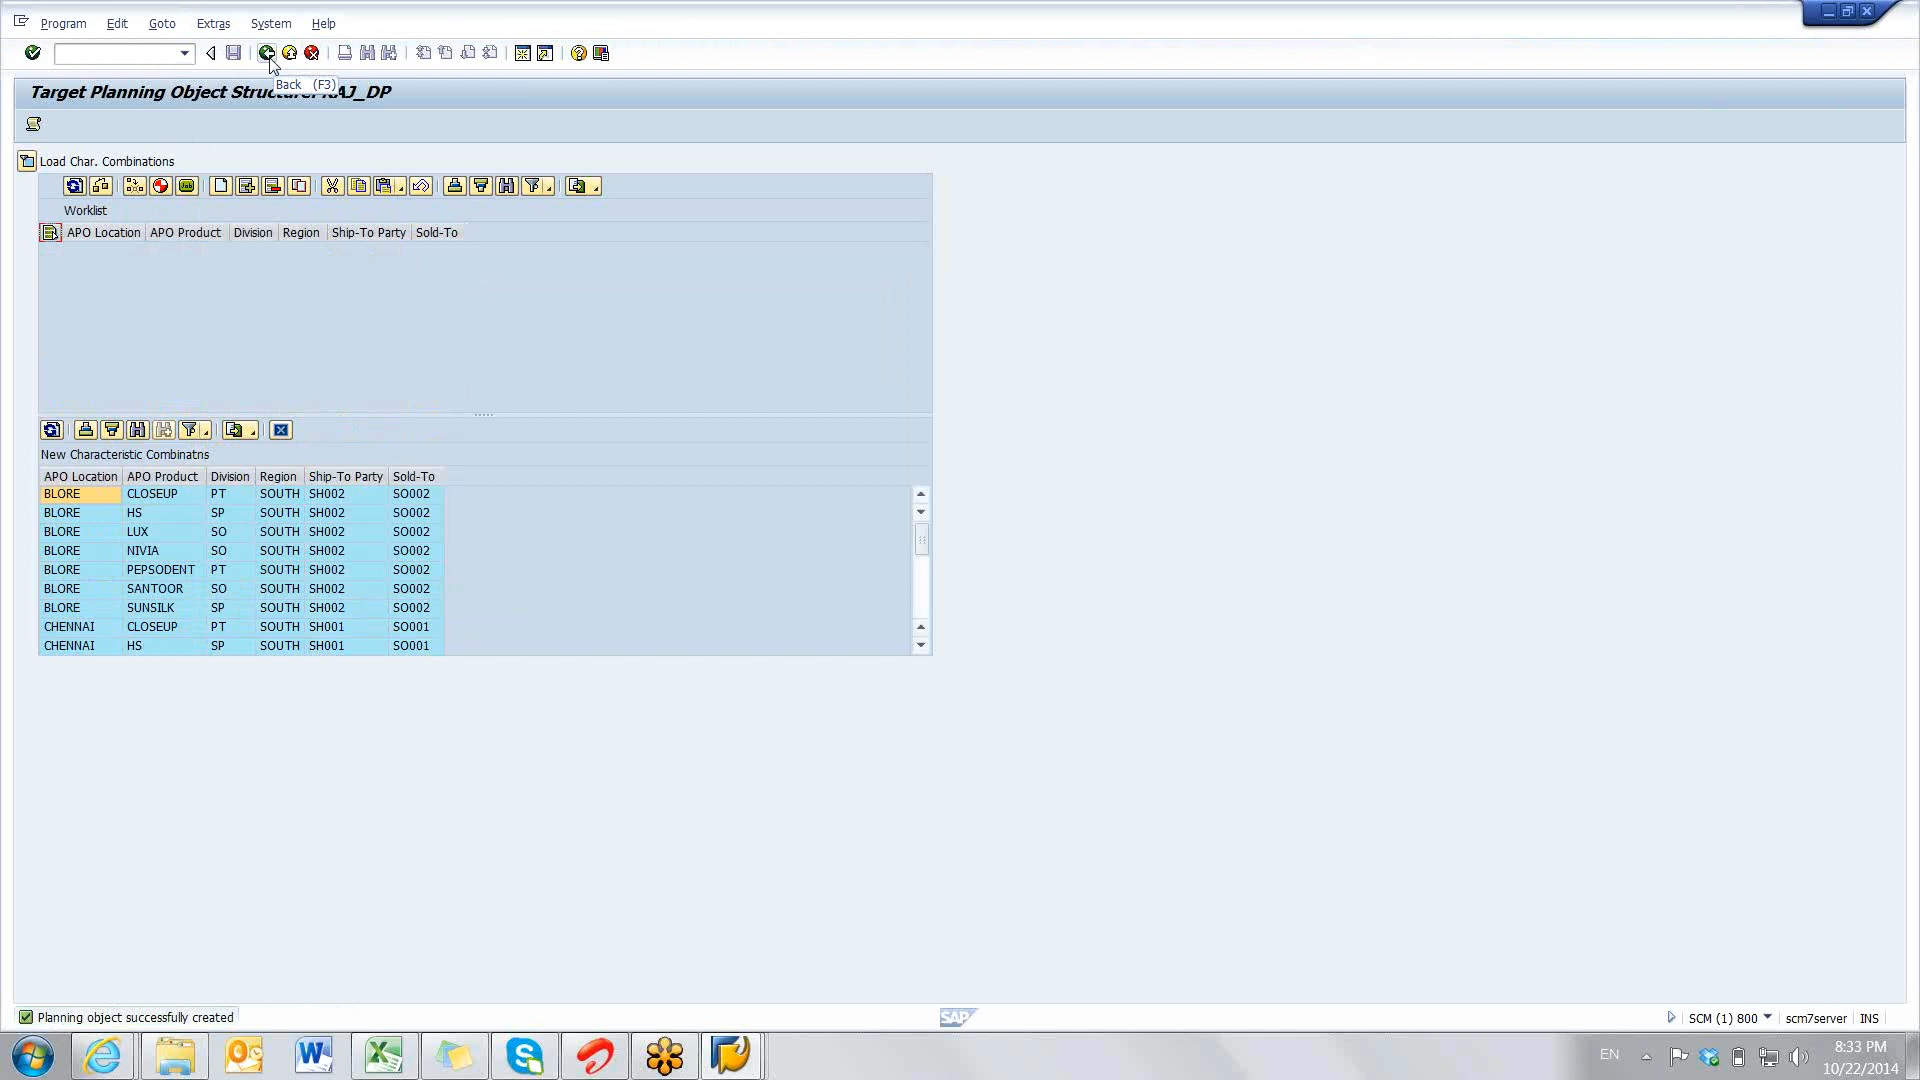 Program Edit Goto Extras System Help
Back (F3)
Target Planning Object Structure: RAJ_DP
Load Char. Combinations
Worklist
APO Location APO Product Division Region Ship-To Party Sold-To
New Characteristic Combinatns
APO Location APO Product Division Region Ship-To Party Sold-To
BLORE CLOSEUP PT SOUTH SH002 SO002
BLORE HS SP SOUTH SH002 SO002
BLORE LUX SO SOUTH SH002 SO002
BLORE NIVIA SO SOUTH SH002 SO002
BLORE PEPSODENT PT SOUTH SH002 SO002
BLORE SANTOOR SO SOUTH SH002 SO002
BLORE SUNSILK SP SOUTH SH002 SO002
CHENNAI CLOSEUP PT SOUTH SH001 SO001
CHENNAI HS SP SOUTH SH001 SO001
Planning object successfully created
SAP
SCM (1) 800 scm7server INS
EN
8:33 PM
10/22/2014